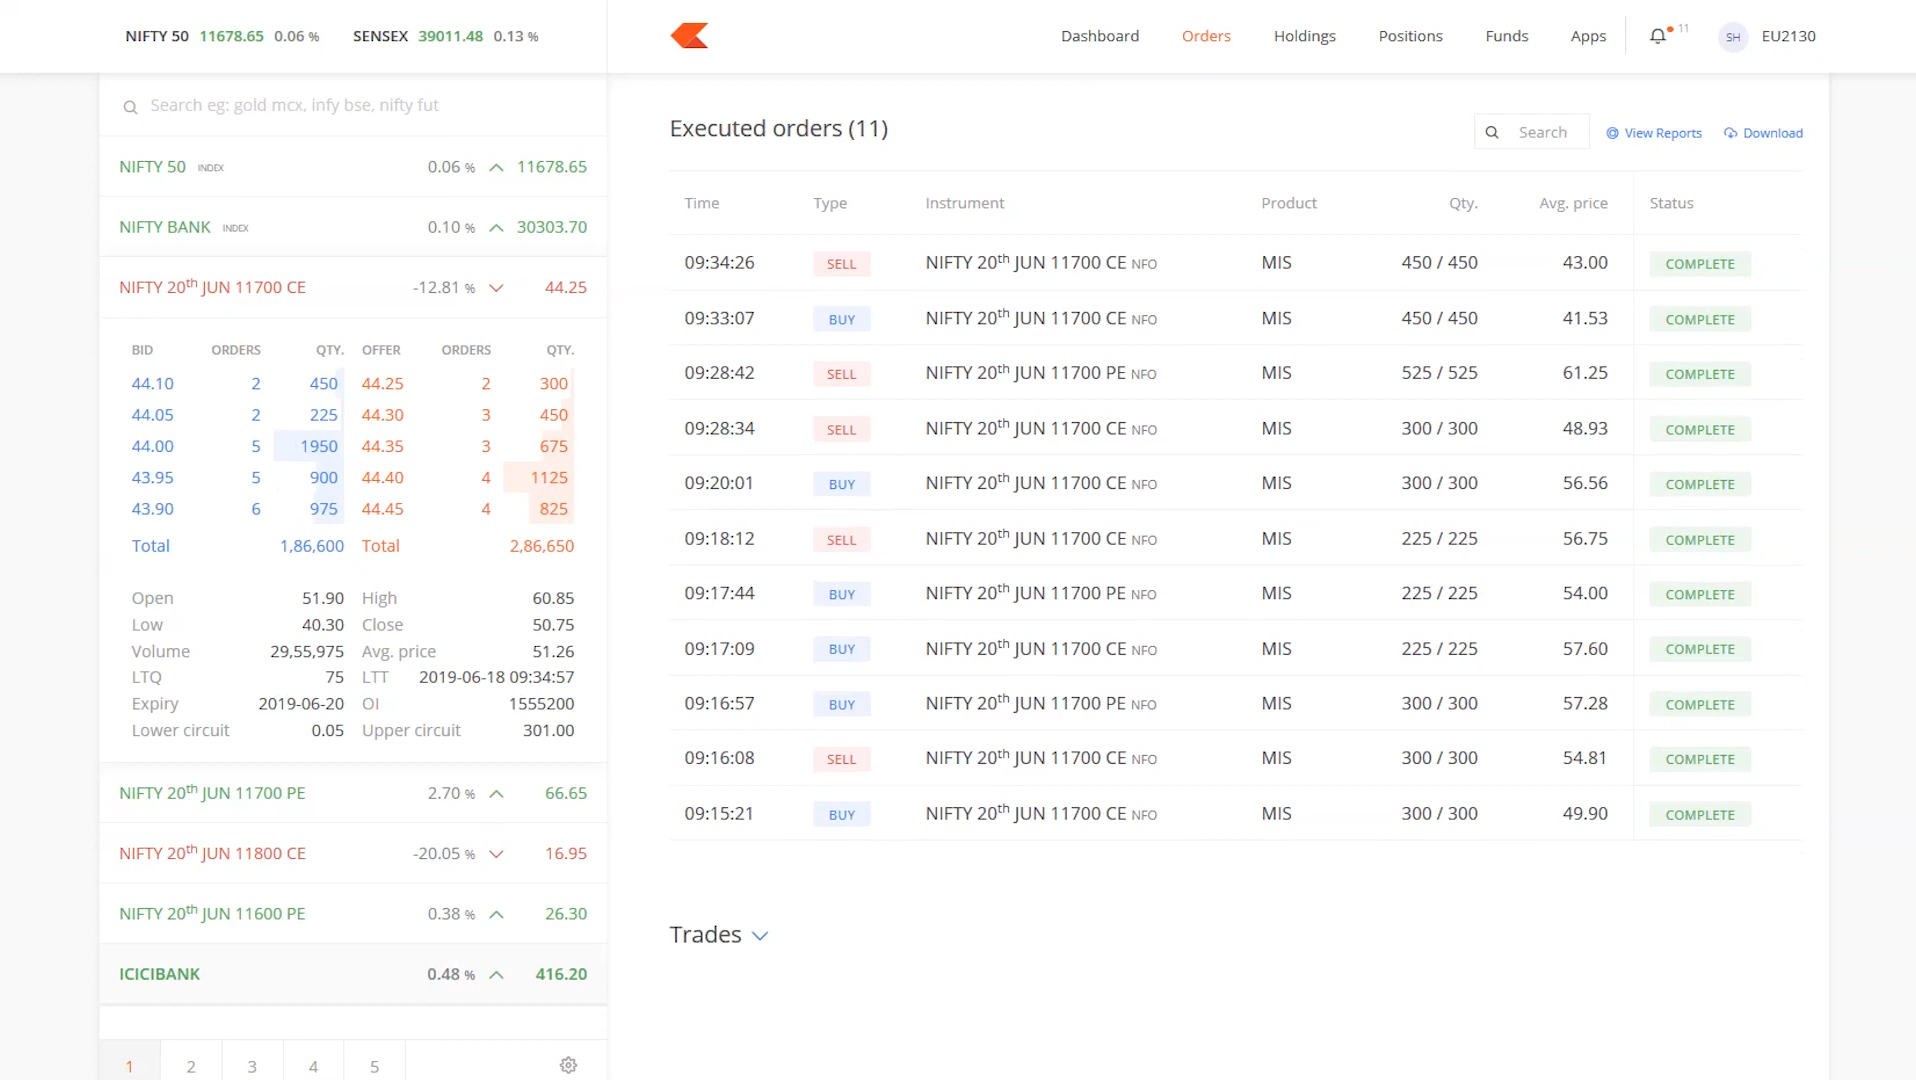 NIFTY 50 11678.65 0.06 % SENSEX 39011.48 0.13 %
Dashboard Orders Holdings Positions Funds Apps 11 SH EU2130
Search eg: gold mcx, infy bse, nifty fut
NIFTY 50 INDEX 0.06 % 11678.65
NIFTY BANK INDEX 0.10 % 30303.70
NIFTY 20th JUN 11700 CE -12.81 % 44.25
BID ORDERS QTY. OFFER ORDERS QTY.
44.10 2 450 44.25 2 300
44.05 2 225 44.30 3 450
44.00 5 1950 44.35 3 675
43.95 5 900 44.40 4 1125
43.90 6 975 44.45 4 825
Total 1,86,600 Total 2,86,650
Open 51.90 High 60.85
Low 40.30 Close 50.75
Volume 29,55,975 Avg. price 51.26
LTQ 75 LTT 2019-06-18 09:34:57
Expiry 2019-06-20 OI 1555200
Lower circuit 0.05 Upper circuit 301.00
NIFTY 20th JUN 11700 PE 2.70 % 66.65
NIFTY 20th JUN 11800 CE -20.05 % 16.95
NIFTY 20th JUN 11600 PE 0.38 % 26.30
ICICIBANK 0.48 % 416.20
1 2 3 4 5
Executed orders (11) Search View Reports Download
Time Type Instrument Product Qty. Avg. price Status
09:34:26 SELL NIFTY 20th JUN 11700 CE NFO MIS 450 / 450 43.00 COMPLETE
09:33:07 BUY NIFTY 20th JUN 11700 CE NFO MIS 450 / 450 41.53 COMPLETE
09:28:42 SELL NIFTY 20th JUN 11700 PE NFO MIS 525 / 525 61.25 COMPLETE
09:28:34 SELL NIFTY 20th JUN 11700 CE NFO MIS 300 / 300 48.93 COMPLETE
09:20:01 BUY NIFTY 20th JUN 11700 CE NFO MIS 300 / 300 56.56 COMPLETE
09:18:12 SELL NIFTY 20th JUN 11700 CE NFO MIS 225 / 225 56.75 COMPLETE
09:17:44 BUY NIFTY 20th JUN 11700 PE NFO MIS 225 / 225 54.00 COMPLETE
09:17:09 BUY NIFTY 20th JUN 11700 CE NFO MIS 225 / 225 57.60 COMPLETE
09:16:57 BUY NIFTY 20th JUN 11700 PE NFO MIS 300 / 300 57.28 COMPLETE
09:16:08 SELL NIFTY 20th JUN 11700 CE NFO MIS 300 / 300 54.81 COMPLETE
09:15:21 BUY NIFTY 20th JUN 11700 CE NFO MIS 300 / 300 49.90 COMPLETE
Trades